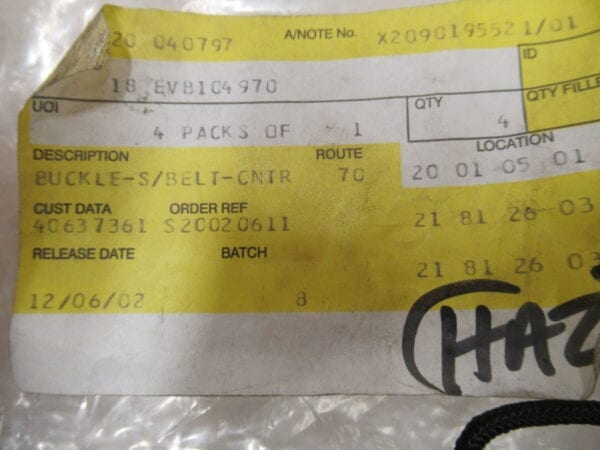 20 040797 A/NOTE No. X2090195521/01
18 EV8104970 ID
UOI QTY QTY FILLE
4 PACKS OF 1 4
DESCRIPTION ROUTE LOCATION
BUCKLE-S/BELT-CNTR 70 20 01 05 01
CUST DATA ORDER REF
40637361 S20020611 21 81 26 03
RELEASE DATE BATCH
12/06/02 8 21 81 26 03
HAZ